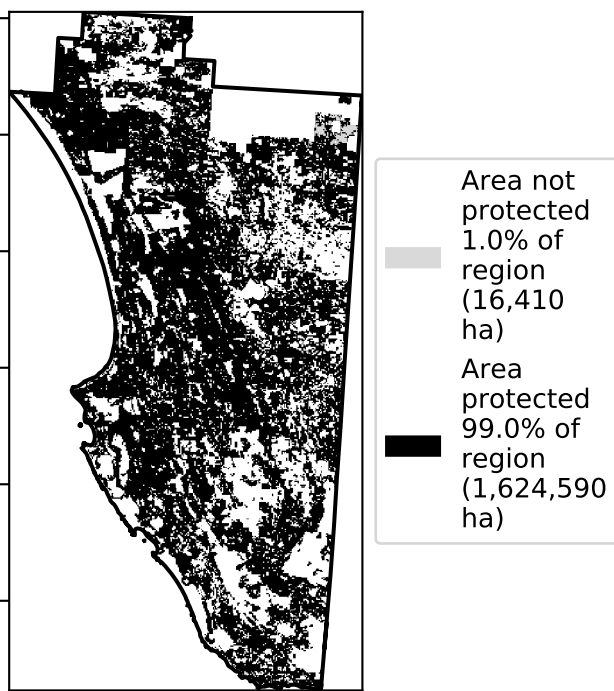 Area not
protected
1.0% of
region
(16,410
ha)
Area
protected
99.0% of
region
(1,624,590
ha)